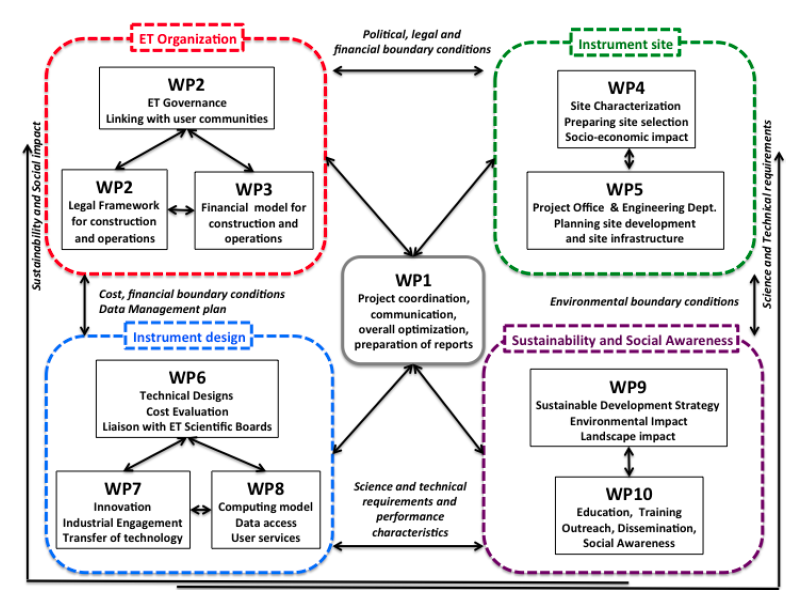 ET Organization
Political, legal and
financial boundary conditions
Instrument site
WP2
ET Governance
Linking with user communities
WP2
Legal Framework
for construction
and operations
WP3
Financial model for
construction and
operations
WP4
Site Characterization
Preparing site selection
Socio-economic impact
WP5
Project Office & Engineering Dept.
Planning site development
and site infrastructure
Sustainability and Social impact
Science and Technical requirements
WP1
Project coordination,
communication,
overall optimization,
preparation of reports
Cost, financial boundary conditions
Data Management plan
Environmental boundary conditions
Instrument design
WP6
Technical Designs
Cost Evaluation
Liaison with ET Scientific Boards
WP7
Innovation
Industrial Engagement
Transfer of technology
WP8
Computing model
Data access
User services
Science and technical
requirements and
performance
characteristics
Sustainability and Social Awareness
WP9
Sustainable Development Strategy
Environmental Impact
Landscape impact
WP10
Education, Training
Outreach, Dissemination,
Social Awareness